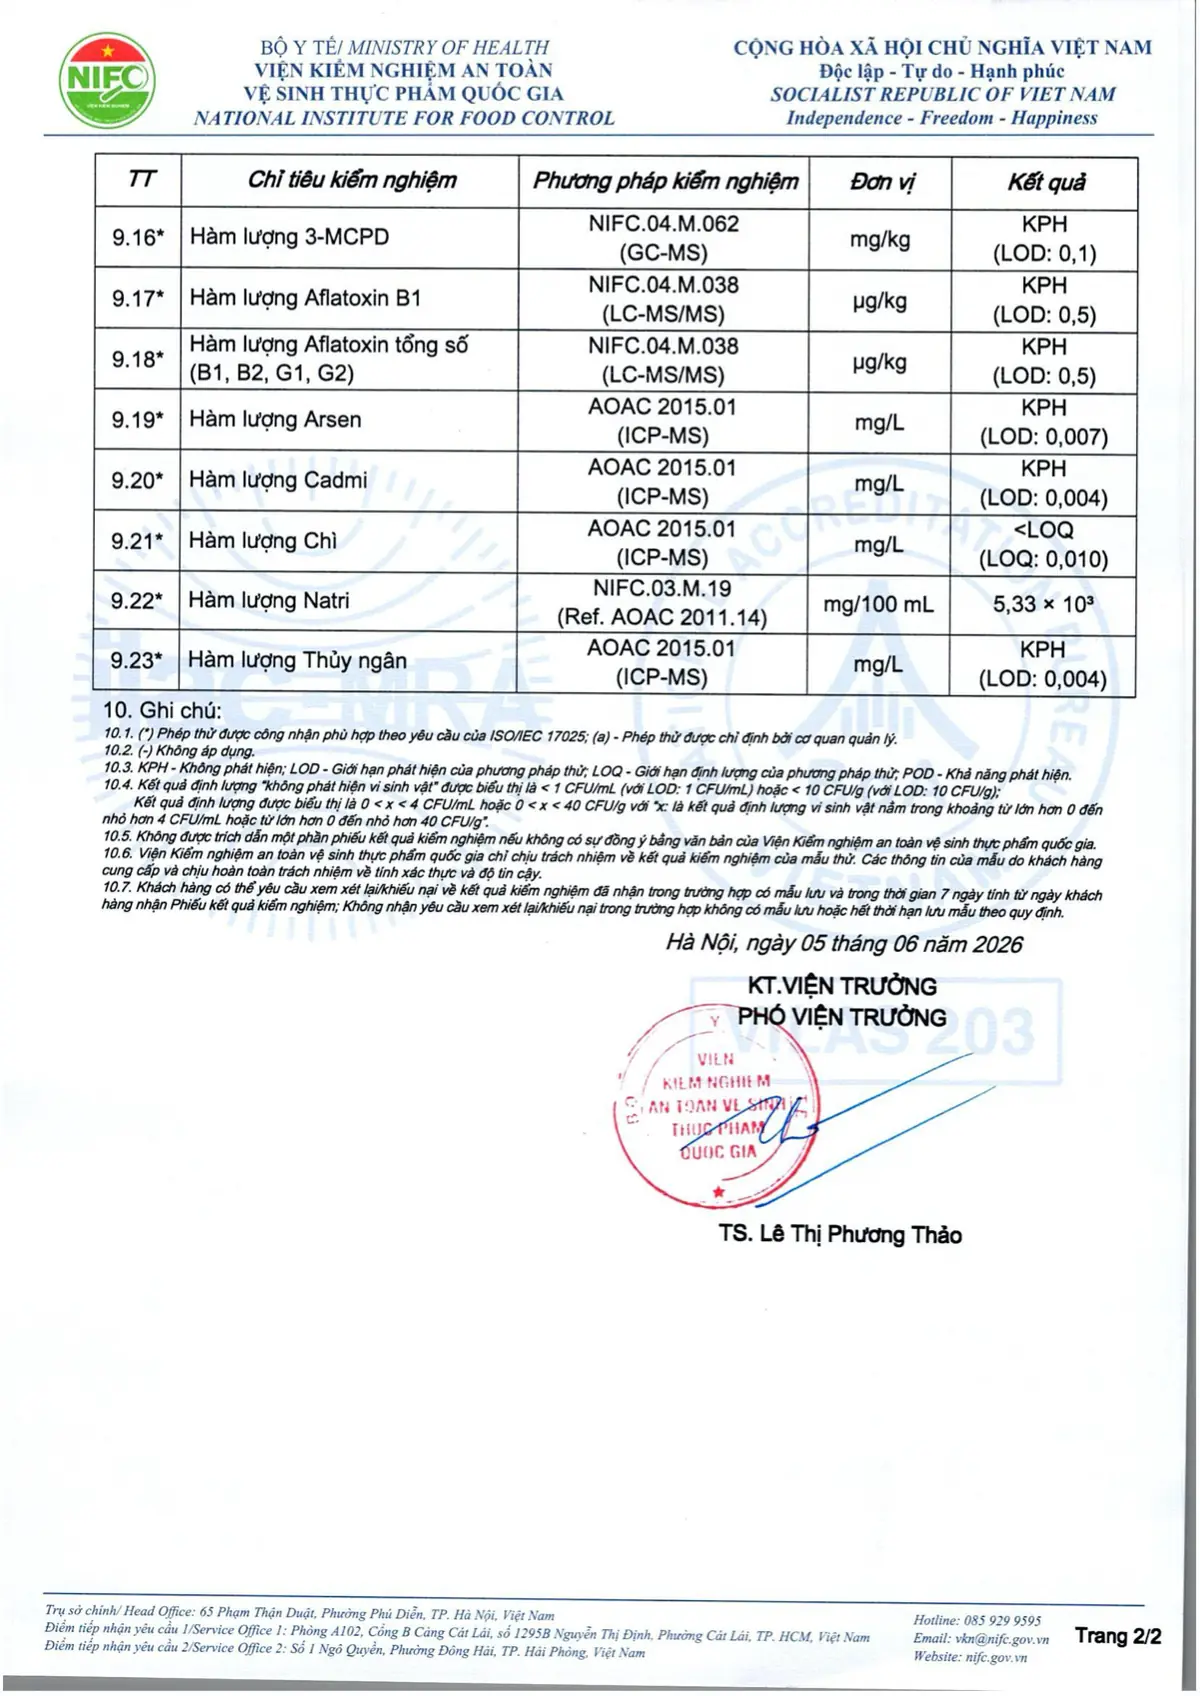 NIFC
BỘ Y TẾ/ MINISTRY OF HEALTH
VIỆN KIỂM NGHIỆM AN TOÀN
VỆ SINH THỰC PHẨM QUỐC GIA
NATIONAL INSTITUTE FOR FOOD CONTROL
CỘNG HÒA XÃ HỘI CHỦ NGHĨA VIỆT NAM
Độc lập - Tự do - Hạnh phúc
SOCIALIST REPUBLIC OF VIET NAM
Independence - Freedom - Happiness
TT Chỉ tiêu kiểm nghiệm Phương pháp kiểm nghiệm Đơn vị Kết quả
9.16* Hàm lượng 3-MCPD NIFC.04.M.062 (GC-MS) mg/kg KPH (LOD: 0,1)
9.17* Hàm lượng Aflatoxin B1 NIFC.04.M.038 (LC-MS/MS) µg/kg KPH (LOD: 0,5)
9.18* Hàm lượng Aflatoxin tổng số (B1, B2, G1, G2) NIFC.04.M.038 (LC-MS/MS) µg/kg KPH (LOD: 0,5)
9.19* Hàm lượng Arsen AOAC 2015.01 (ICP-MS) mg/L KPH (LOD: 0,007)
9.20* Hàm lượng Cadmi AOAC 2015.01 (ICP-MS) mg/L KPH (LOD: 0,004)
9.21* Hàm lượng Chì AOAC 2015.01 (ICP-MS) mg/L <LOQ (LOQ: 0,010)
9.22* Hàm lượng Natri NIFC.03.M.19 (Ref. AOAC 2011.14) mg/100 mL 5,33 × 10³
9.23* Hàm lượng Thủy ngân AOAC 2015.01 (ICP-MS) mg/L KPH (LOD: 0,004)
10. Ghi chú:
10.1. (*) Phép thử được công nhận phù hợp theo yêu cầu của ISO/IEC 17025; (a) - Phép thử được chỉ định bởi cơ quan quản lý.
10.2. (-) Không áp dụng.
10.3. KPH - Không phát hiện; LOD - Giới hạn phát hiện của phương pháp thử; LOQ - Giới hạn định lượng của phương pháp thử; POD - Khả năng phát hiện.
10.4. Kết quả định lượng "không phát hiện vi sinh vật" được biểu thị là < 1 CFU/mL (với LOD: 1 CFU/mL) hoặc < 10 CFU/g (với LOD: 10 CFU/g);
Kết quả định lượng được biểu thị là 0 < x < 4 CFU/mL hoặc 0 < x < 40 CFU/g với "x: là kết quả định lượng vi sinh vật nằm trong khoảng từ lớn hơn 0 đến
nhỏ hơn 4 CFU/mL hoặc từ lớn hơn 0 đến nhỏ hơn 40 CFU/g".
10.5. Không được trích dẫn một phần phiếu kết quả kiểm nghiệm nếu không có sự đồng ý bằng văn bản của Viện Kiểm nghiệm an toàn vệ sinh thực phẩm quốc gia.
10.6. Viện Kiểm nghiệm an toàn vệ sinh thực phẩm quốc gia chỉ chịu trách nhiệm về kết quả kiểm nghiệm của mẫu thử. Các thông tin của mẫu do khách hàng
cung cấp và chịu hoàn toàn trách nhiệm về tính xác thực và độ tin cậy.
10.7. Khách hàng có thể yêu cầu xem xét lại/khiếu nại về kết quả kiểm nghiệm đã nhận trong trường hợp có mẫu lưu và trong thời gian 7 ngày tính từ ngày khách
hàng nhận Phiếu kết quả kiểm nghiệm; Không nhận yêu cầu xem xét lại/khiếu nại trong trường hợp không có mẫu lưu hoặc hết thời hạn lưu mẫu theo quy định.
Hà Nội, ngày 05 tháng 06 năm 2026
KT.VIỆN TRƯỞNG
PHÓ VIỆN TRƯỞNG
VILAS 203
VIỆN
KIỂM NGHIỆM
AN TOÀN VỆ SINH
THỰC PHẨM
QUỐC GIA
TS. Lê Thị Phương Thảo
ilac-MRA
ACCREDITATION BUREAU
VIETNAM
Trụ sở chính/ Head Office: 65 Phạm Thận Duật, Phường Phú Diễn, TP. Hà Nội, Việt Nam
Điểm tiếp nhận yêu cầu 1/Service Office 1: Phòng A102, Cổng B Cảng Cát Lái, số 1295B Nguyễn Thị Định, Phường Cát Lái, TP. HCM, Việt Nam
Điểm tiếp nhận yêu cầu 2/Service Office 2: Số 1 Ngô Quyền, Phường Đông Hải, TP. Hải Phòng, Việt Nam
Hotline: 085 929 9595
Email: vkn@nifc.gov.vn
Website: nifc.gov.vn
Trang 2/2